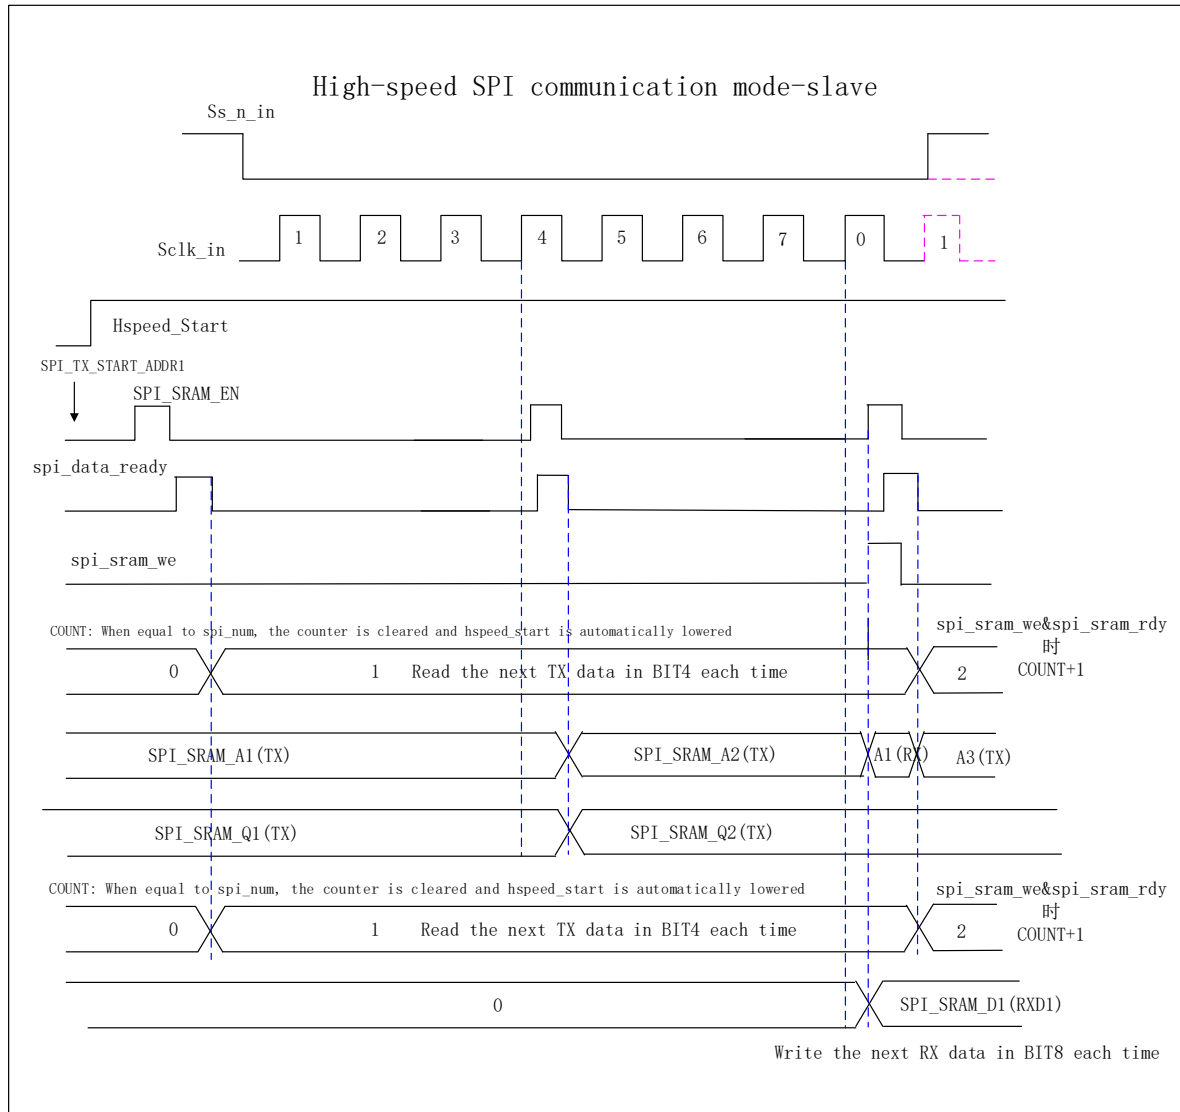 High-speed SPI communication mode-slave
Ss_n_in
Sclk_in
1 2 3 4 5 6 7 0 1
Hspeed_Start
SPI_TX_START_ADDR1
SPI_SRAM_EN
spi_data_ready
spi_sram_we
COUNT: When equal to spi_num, the counter is cleared and hspeed_start is automatically lowered
spi_sram_we&spi_sram_rdy
时
COUNT+1
0 1 Read the next TX data in BIT4 each time 2
SPI_SRAM_A1(TX) SPI_SRAM_A2(TX) A1(RX) A3(TX)
SPI_SRAM_Q1(TX) SPI_SRAM_Q2(TX)
COUNT: When equal to spi_num, the counter is cleared and hspeed_start is automatically lowered
spi_sram_we&spi_sram_rdy
时
COUNT+1
0 1 Read the next TX data in BIT4 each time 2
0 SPI_SRAM_D1(RXD1)
Write the next RX data in BIT8 each time